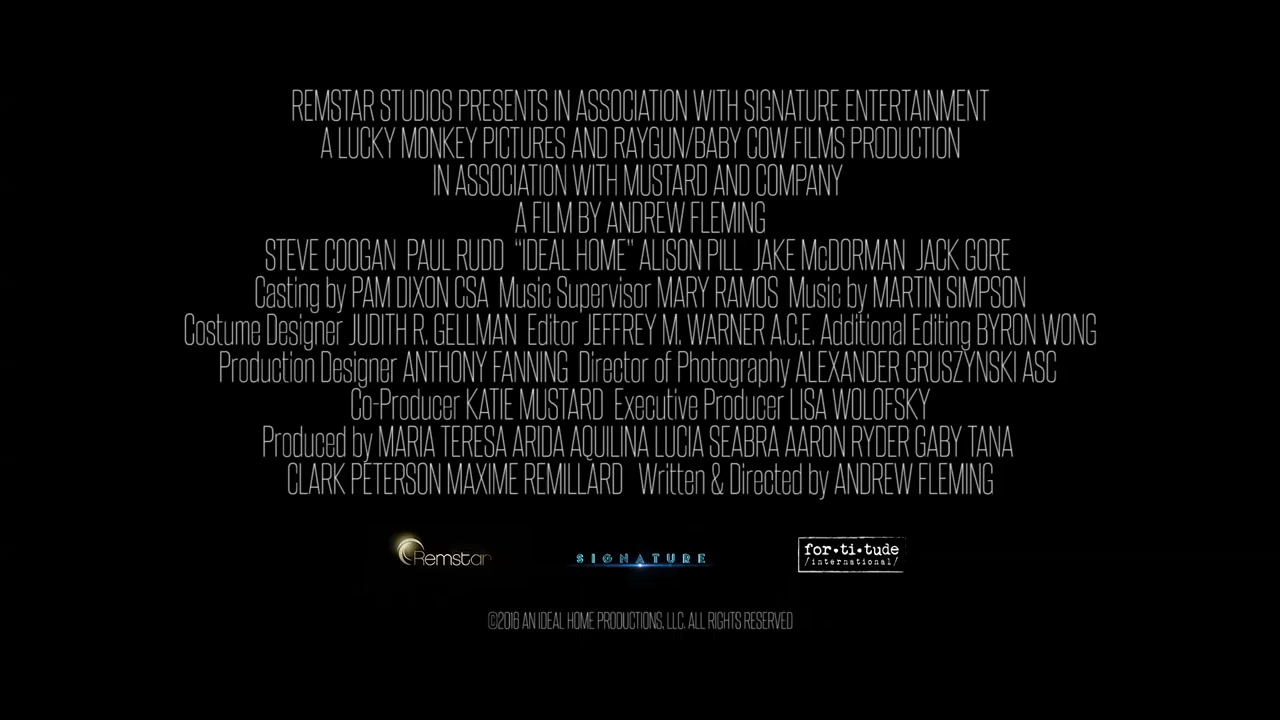 REMSTAR STUDIOS PRESENTS IN ASSOCIATION WITH SIGNATURE ENTERTAINMENT
A LUCKY MONKEY PICTURES AND RAYGUN/BABY COW FILMS PRODUCTION
IN ASSOCIATION WITH MUSTARD AND COMPANY
A FILM BY ANDREW FLEMING
STEVE COOGAN PAUL RUDD “IDEAL HOME” ALISON PILL JAKE McDORMAN JACK GORE
Casting by PAM DIXON CSA Music Supervisor MARY RAMOS Music by MARTIN SIMPSON
Costume Designer JUDITH R. GELLMAN Editor JEFFREY M. WARNER A.C.E. Additional Editing BYRON WONG
Production Designer ANTHONY FANNING Director of Photography ALEXANDER GRUSZYNSKI ASC
Co-Producer KATIE MUSTARD Executive Producer LISA WOLOFSKY
Produced by MARIA TERESA ARIDA AQUILINA LUCIA SEABRA AARON RYDER GABY TANA
CLARK PETERSON MAXIME REMILLARD Written & Directed by ANDREW FLEMING
Remstar SIGNATURE for•ti•tude
/international/
©2016 AN IDEAL HOME PRODUCTIONS, LLC. ALL RIGHTS RESERVED